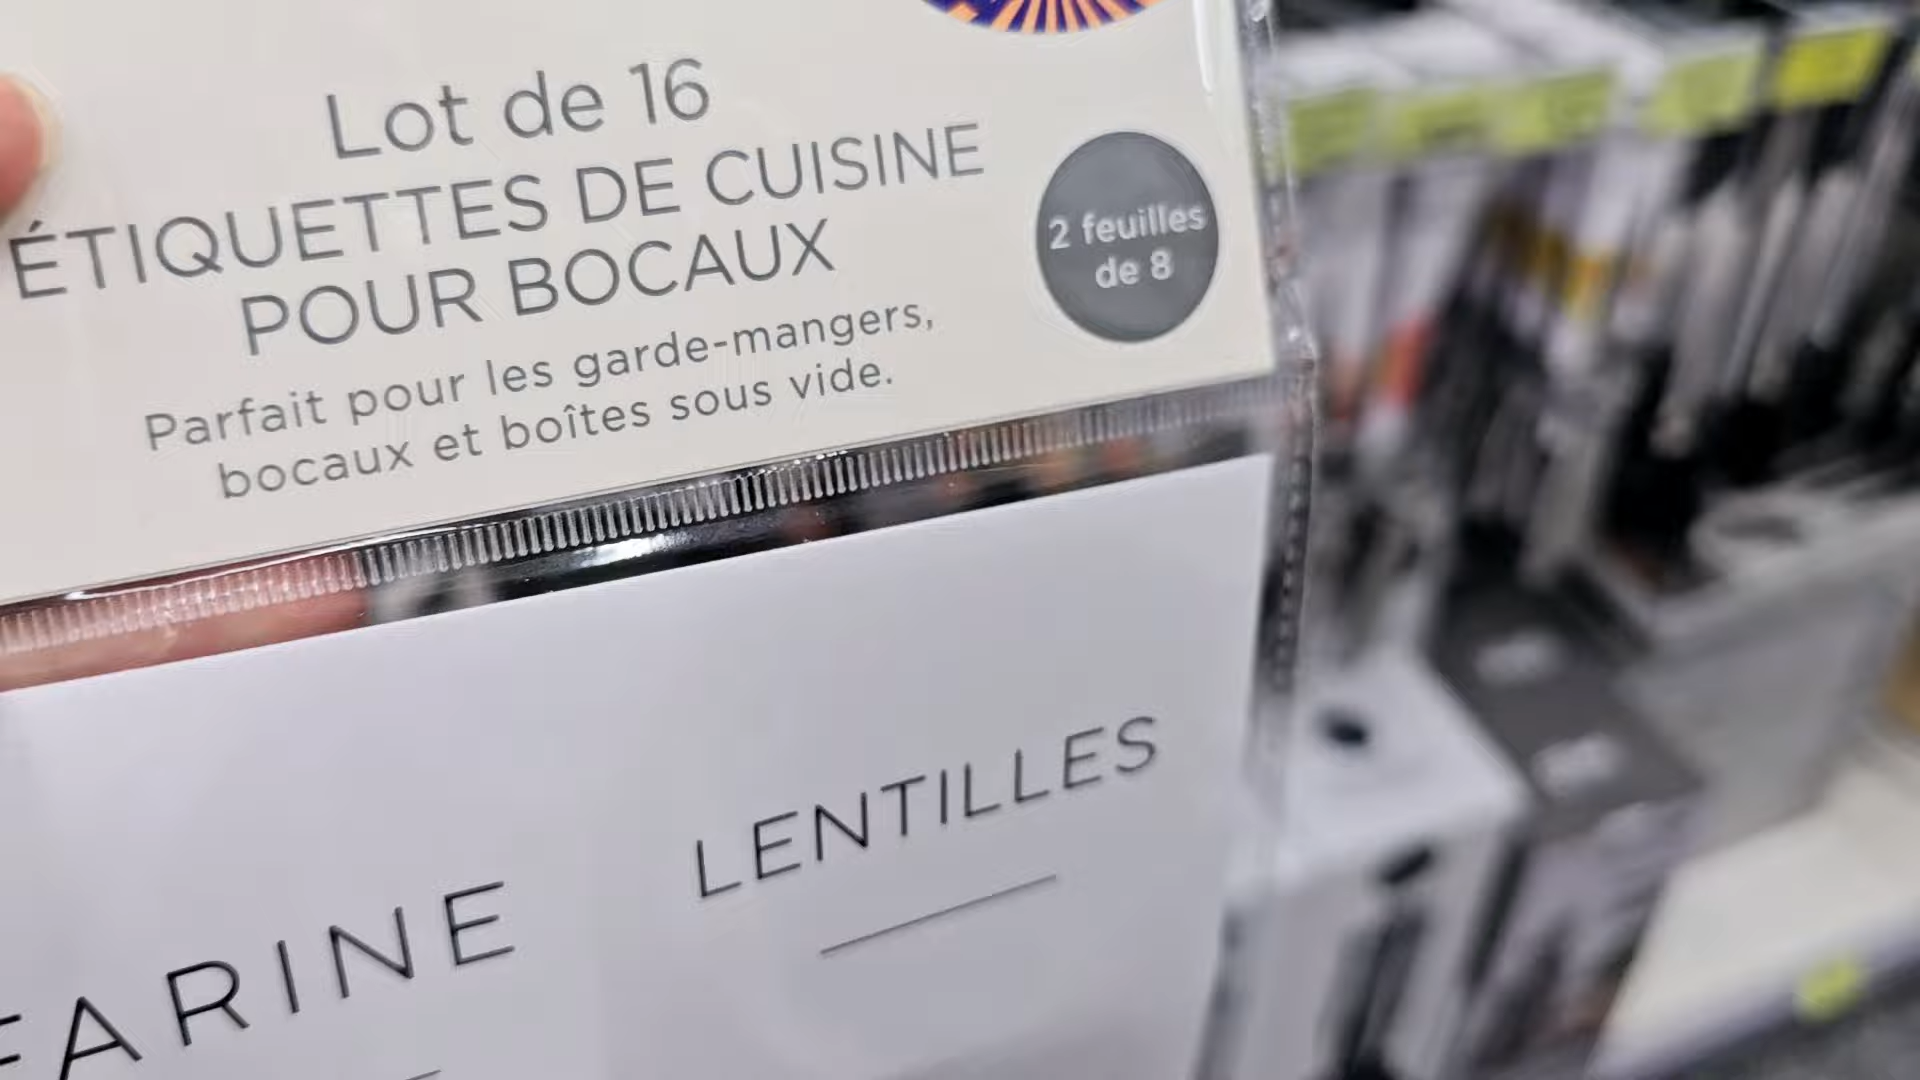 Lot de 16
ÉTIQUETTES DE CUISINE
POUR BOCAUX
Parfait pour les garde-mangers,
bocaux et boîtes sous vide.
2 feuilles
de 8
LENTILLES
FARINE